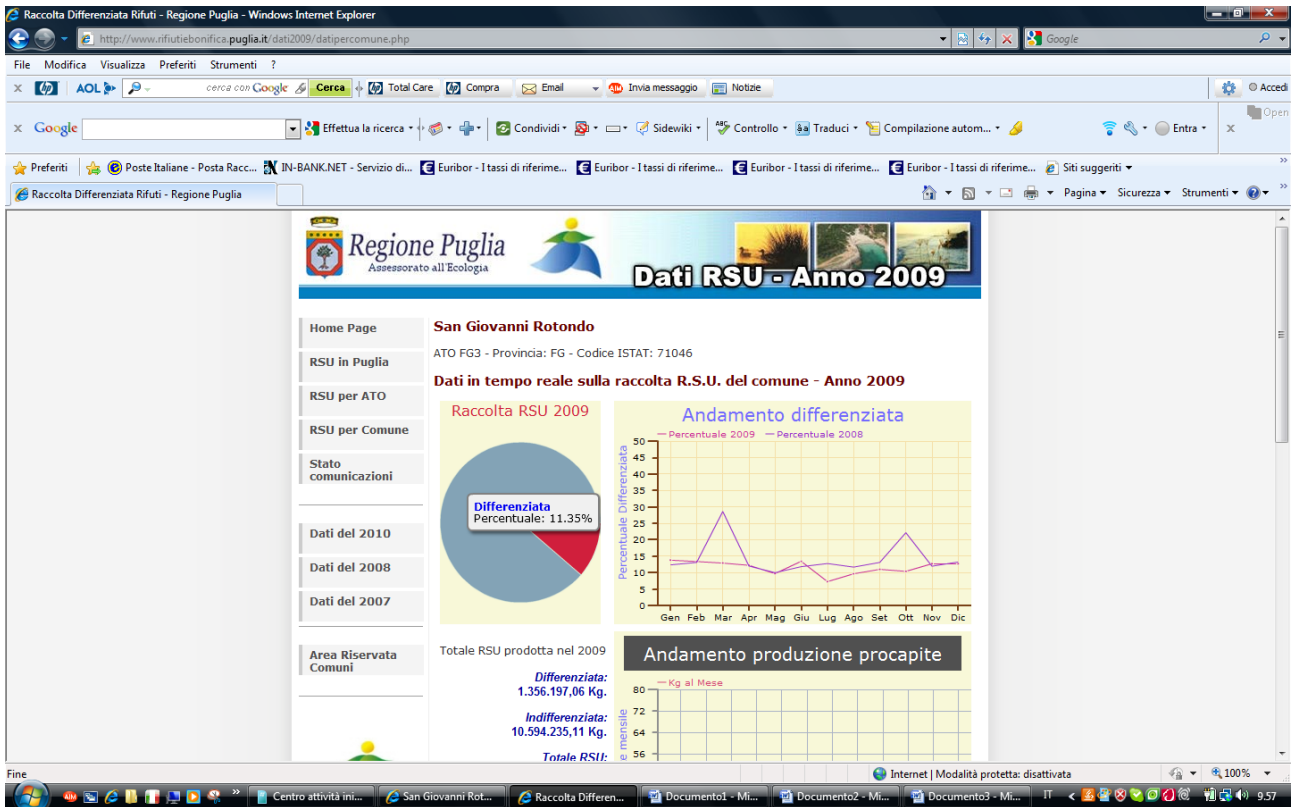 Raccolta Differenziata Rifuti - Regione Puglia - Windows Internet Explorer
http://www.rifiutiebonifica.puglia.it/dati2009/datipercomune.php
Google
File Modifica Visualizza Preferiti Strumenti ?
x AOL cerca con Google Cerca Total Care Compra Email Invia messaggio Notizie Accedi
x Google Effettua la ricerca Condividi Sidewiki Controllo Traduci Compilazione autom... Entra x Open
Preferiti Poste Italiane - Posta Racc... IN-BANK.NET - Servizio di... Euribor - I tassi di riferime... Euribor - I tassi di riferime... Euribor - I tassi di riferime... Euribor - I tassi di riferime... Siti suggeriti
Raccolta Differenziata Rifuti - Regione Puglia Pagina Sicurezza Strumenti
Regione Puglia
Assessorato all'Ecologia
Dati RSU - Anno 2009
Home Page
RSU in Puglia
RSU per ATO
RSU per Comune
Stato comunicazioni
Dati del 2010
Dati del 2008
Dati del 2007
Area Riservata Comuni
San Giovanni Rotondo
ATO FG3 - Provincia: FG - Codice ISTAT: 71046
Dati in tempo reale sulla raccolta R.S.U. del comune - Anno 2009
Raccolta RSU 2009
Differenziata
Percentuale: 11.35%
Andamento differenziata
Percentuale 2009 Percentuale 2008
Percentuale Differenziata
50
45
40
35
30
25
20
15
10
5
0
Gen Feb Mar Apr Mag Giu Lug Ago Set Ott Nov Dic
Totale RSU prodotta nel 2009
Differenziata:
1.356.197,06 Kg.
Indifferenziata:
10.594.235,11 Kg.
Totale RSU:
Andamento produzione procapite
Kg al Mese
80
72
64
56
e mensile
Fine Internet | Modalità protetta: disattivata 100%
Centro attività ini... San Giovanni Rot... Raccolta Differen... Documento1 - Mi... Documento2 - Mi... Documento3 - Mi... IT 9.57